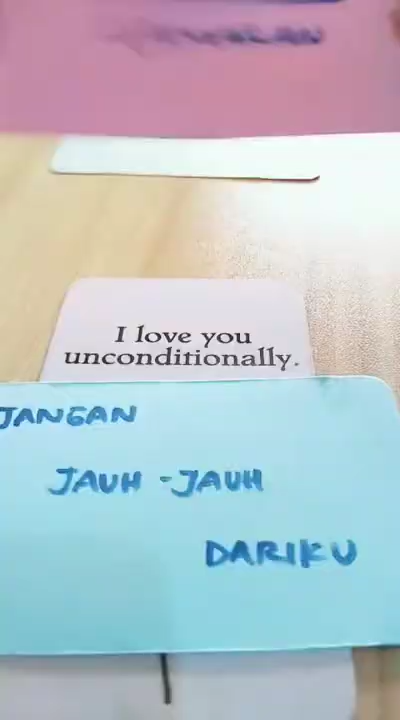 I love you
unconditionally.
JANGAN
JAUH - JAUH
DARIKU